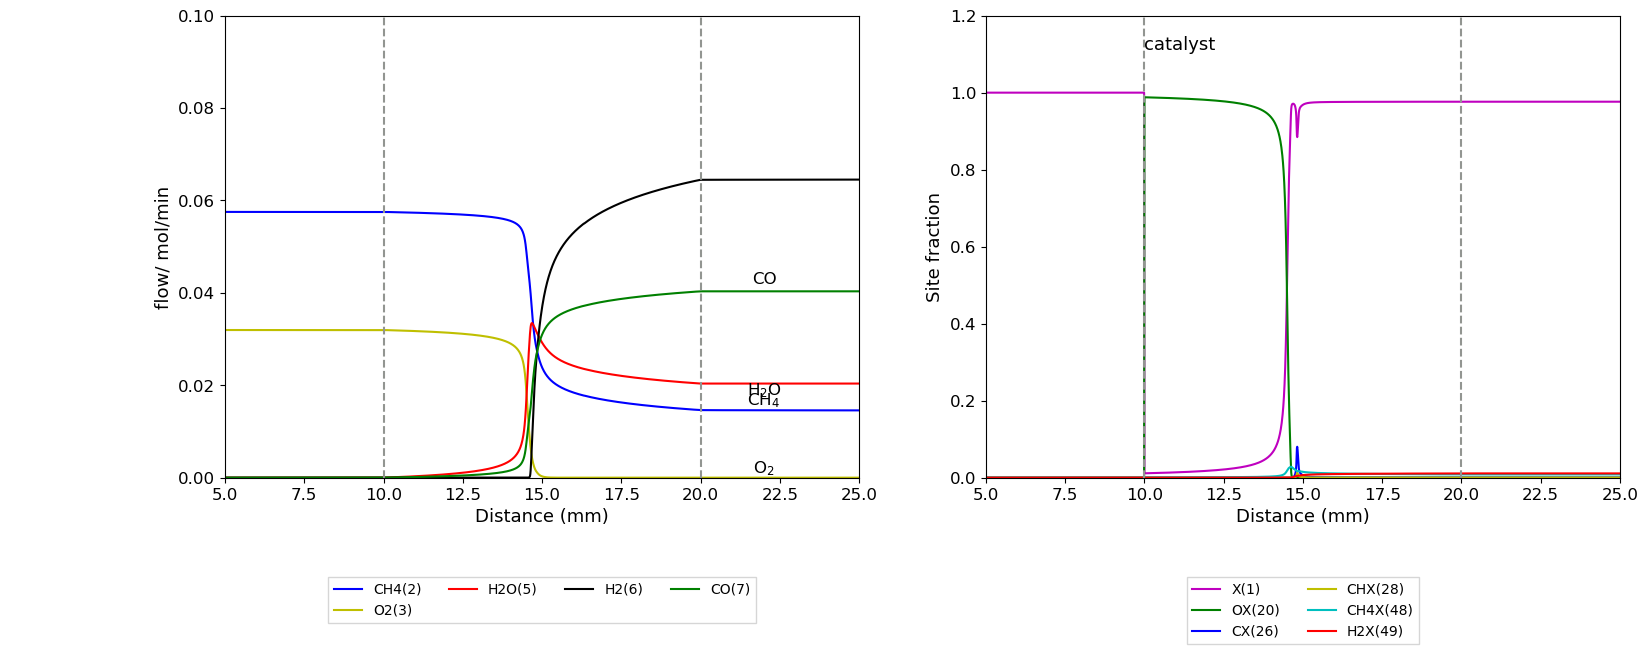 0.10
0.08
0.06
0.04
0.02
0.00
flow/ mol/min
CO
H₂O
CH₄
O₂
5.0 7.5 10.0 12.5 15.0 17.5 20.0 22.5 25.0
Distance (mm)
CH4(2) H2O(5) H2(6) CO(7)
O2(3)
1.2
1.0
0.8
0.6
0.4
0.2
0.0
Site fraction
catalyst
5.0 7.5 10.0 12.5 15.0 17.5 20.0 22.5 25.0
Distance (mm)
X(1) CHX(28)
OX(20) CH4X(48)
CX(26) H2X(49)